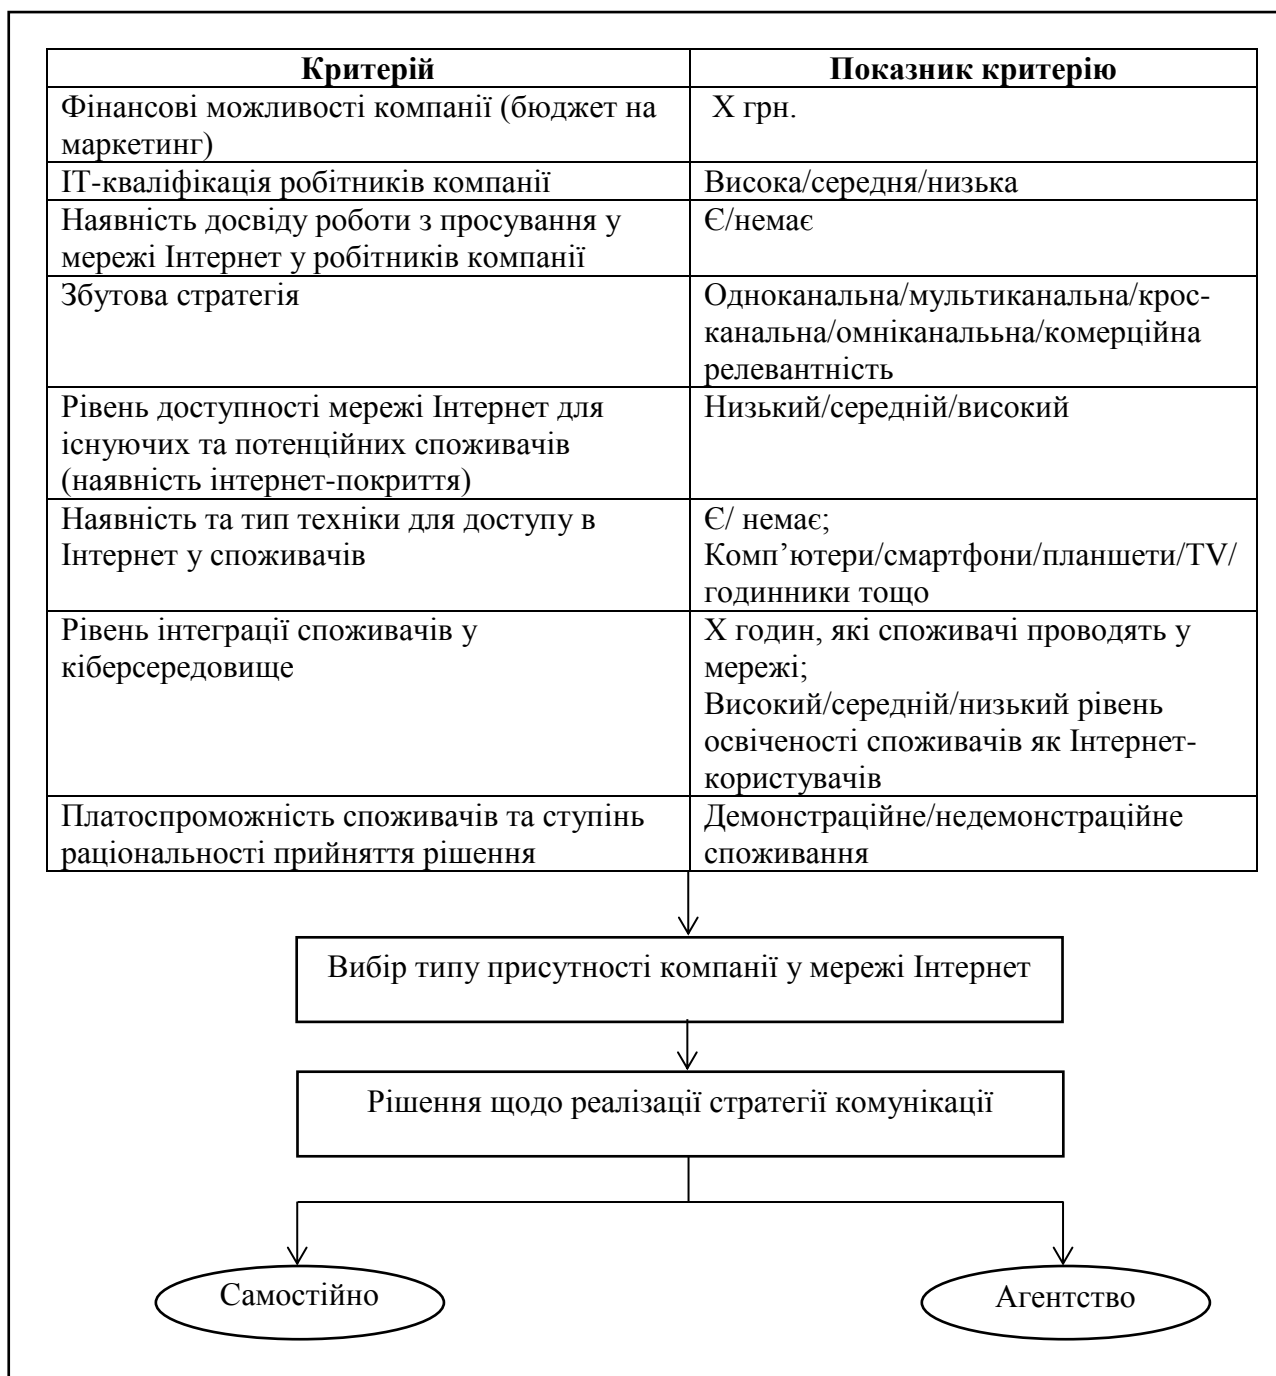 Критерій
Показник критерію
Фінансові можливості компанії (бюджет на
маркетинг)
Х грн.
ІТ-кваліфікація робітників компанії
Висока/середня/низька
Наявність досвіду роботи з просування у
мережі Інтернет у робітників компанії
Є/немає
Збутова стратегія
Одноканальна/мультиканальна/крос-
канальна/омніканалььна/комерційна
релевантність
Рівень доступності мережі Інтернет для
існуючих та потенційних споживачів
(наявність інтернет-покриття)
Низький/середній/високий
Наявність та тип техніки для доступу в
Інтернет у споживачів
Є/ немає;
Комп’ютери/смартфони/планшети/TV/
годинники тощо
Рівень інтеграції споживачів у
кіберсередовище
Х годин, які споживачі проводять у
мережі;
Високий/середній/низький рівень
освіченості споживачів як Інтернет-
користувачів
Платоспроможність споживачів та ступінь
раціональності прийняття рішення
Демонстраційне/недемонстраційне
споживання
Вибір типу присутності компанії у мережі Інтернет
Рішення щодо реалізації стратегії комунікації
Самостійно
Агентство